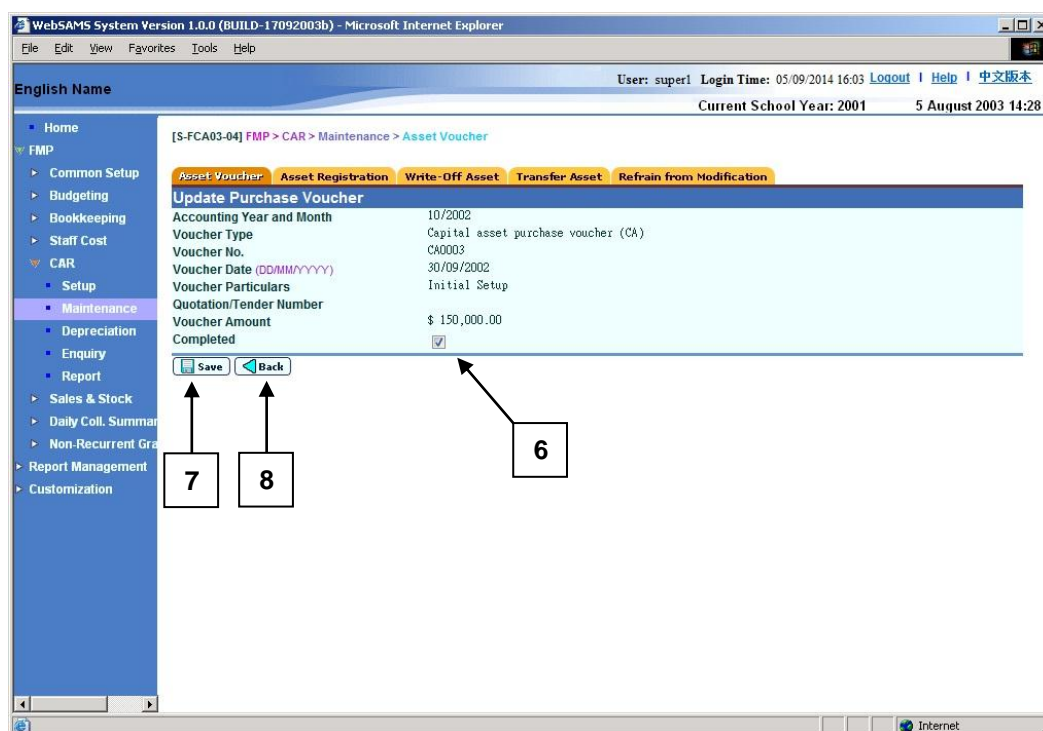 WebSAMS System Version 1.0.0 (BUILD-17092003b) - Microsoft Internet Explorer
File Edit View Favorites Tools Help
English Name
User: super1 Login Time: 05/09/2014 16:03 Logout | Help | 中文版本
Current School Year: 2001 5 August 2003 14:28
Home
FMP
Common Setup
Budgeting
Bookkeeping
Staff Cost
CAR
Setup
Maintenance
Depreciation
Enquiry
Report
Sales & Stock
Daily Coll. Summar
Non-Recurrent Gra
Report Management
Customization
[S-FCA03-04] FMP > CAR > Maintenance > Asset Voucher
Asset Voucher Asset Registration Write-Off Asset Transfer Asset Refrain from Modification
Update Purchase Voucher
Accounting Year and Month 10/2002
Voucher Type Capital asset purchase voucher (CA)
Voucher No. CA0003
Voucher Date (DD/MM/YYYY) 30/09/2002
Voucher Particulars Initial Setup
Quotation/Tender Number
Voucher Amount $ 150,000.00
Completed
Save Back
6
7 8
Internet